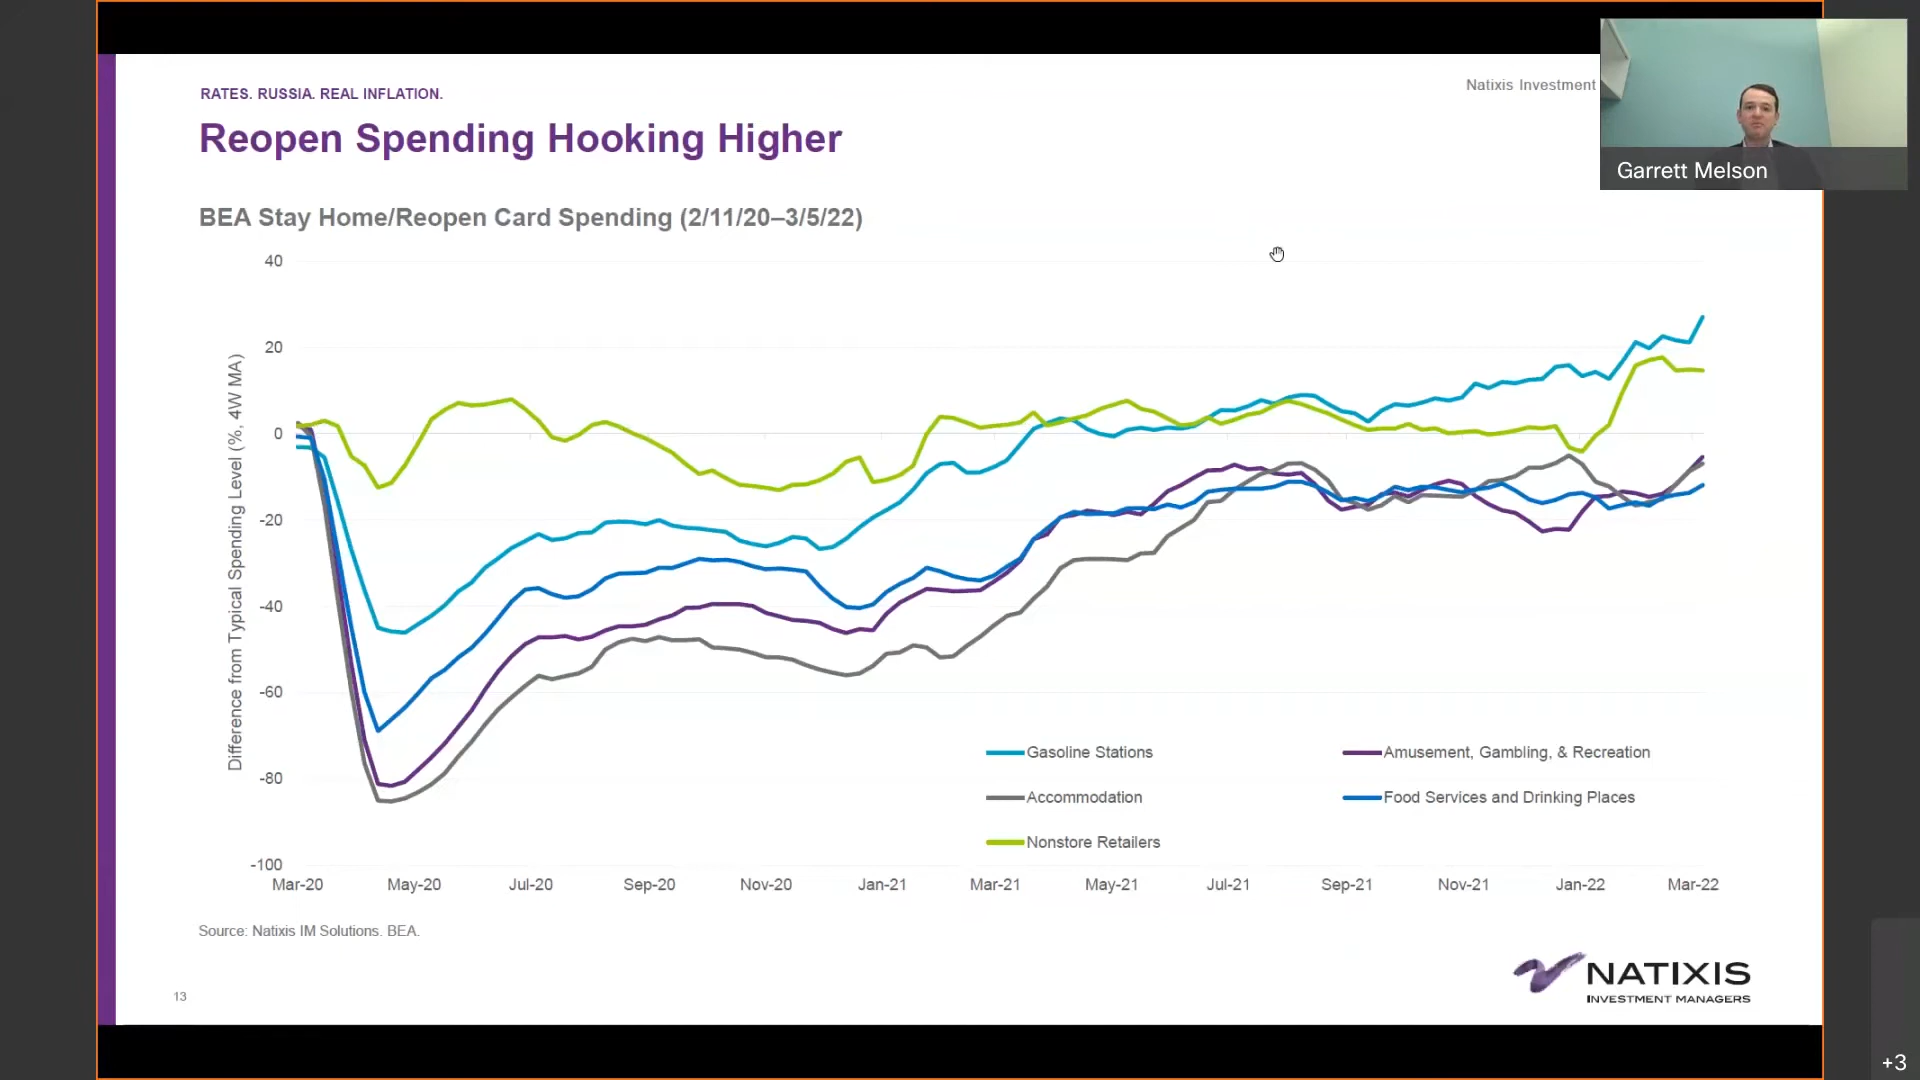 RATES. RUSSIA. REAL INFLATION.
Natixis Investment
Reopen Spending Hooking Higher
Garrett Melson
BEA Stay Home/Reopen Card Spending (2/11/20–3/5/22)
Difference from Typical Spending Level (%, 4W MA)
40
20
0
-20
-40
-60
-80
-100
Gasoline Stations
Amusement, Gambling, & Recreation
Accommodation
Food Services and Drinking Places
Nonstore Retailers
Mar-20 May-20 Jul-20 Sep-20 Nov-20 Jan-21 Mar-21 May-21 Jul-21 Sep-21 Nov-21 Jan-22 Mar-22
Source: Natixis IM Solutions. BEA.
NATIXIS
INVESTMENT MANAGERS
13
+3